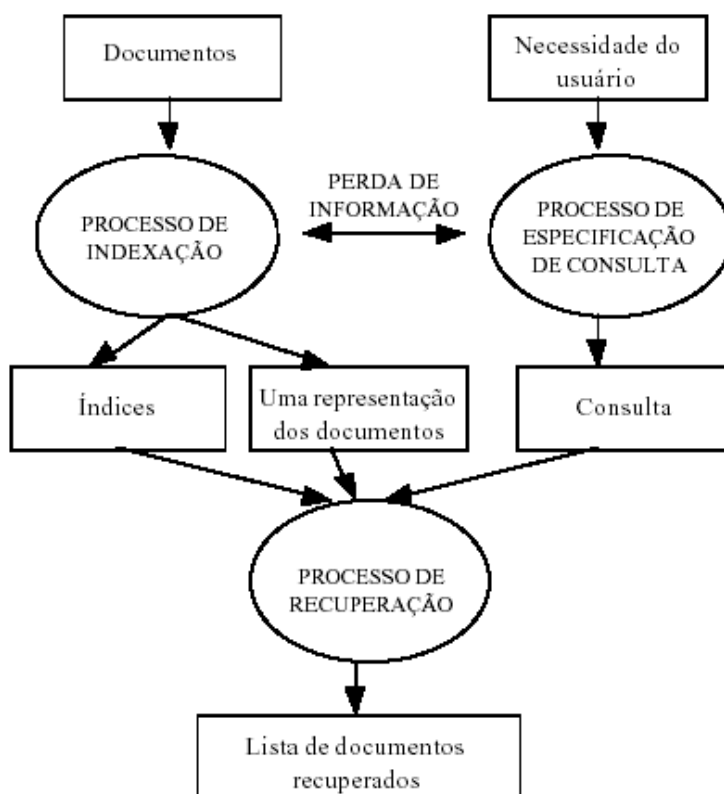 Documentos
Necessidade do
usuário
PROCESSO DE
INDEXAÇÃO
PERDA DE
INFORMAÇÃO
PROCESSO DE
ESPECIFICAÇÃO
DE CONSULTA
Índices
Uma representação
dos documentos
Consulta
PROCESSO DE
RECUPERAÇÃO
Lista de documentos
recuperados